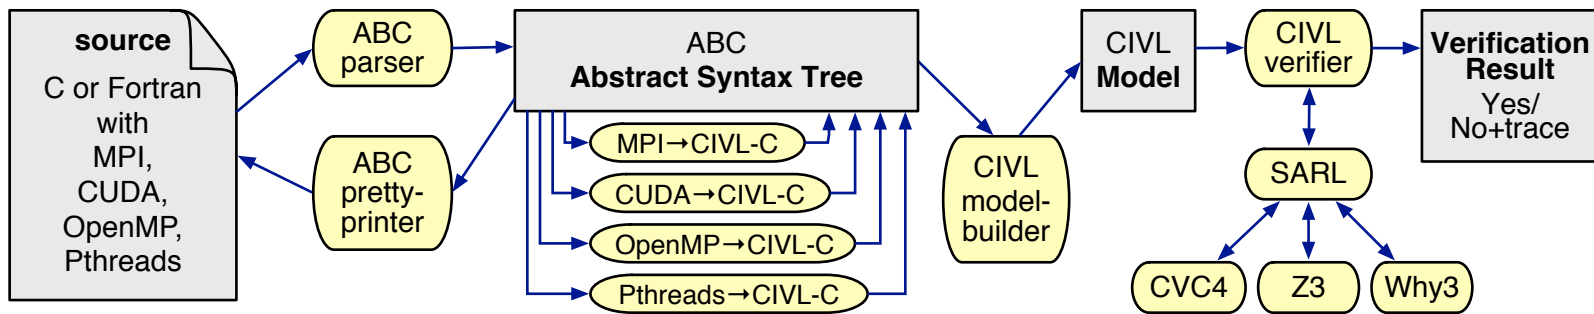 source
C or Fortran
with
MPI,
CUDA,
OpenMP,
Pthreads
ABC
parser
ABC
pretty-
printer
ABC
Abstract Syntax Tree
MPI→CIVL-C
CUDA→CIVL-C
OpenMP→CIVL-C
Pthreads→CIVL-C
CIVL
model-
builder
CIVL
Model
CIVL
verifier
SARL
CVC4
Z3
Why3
Verification
Result
Yes/
No+trace